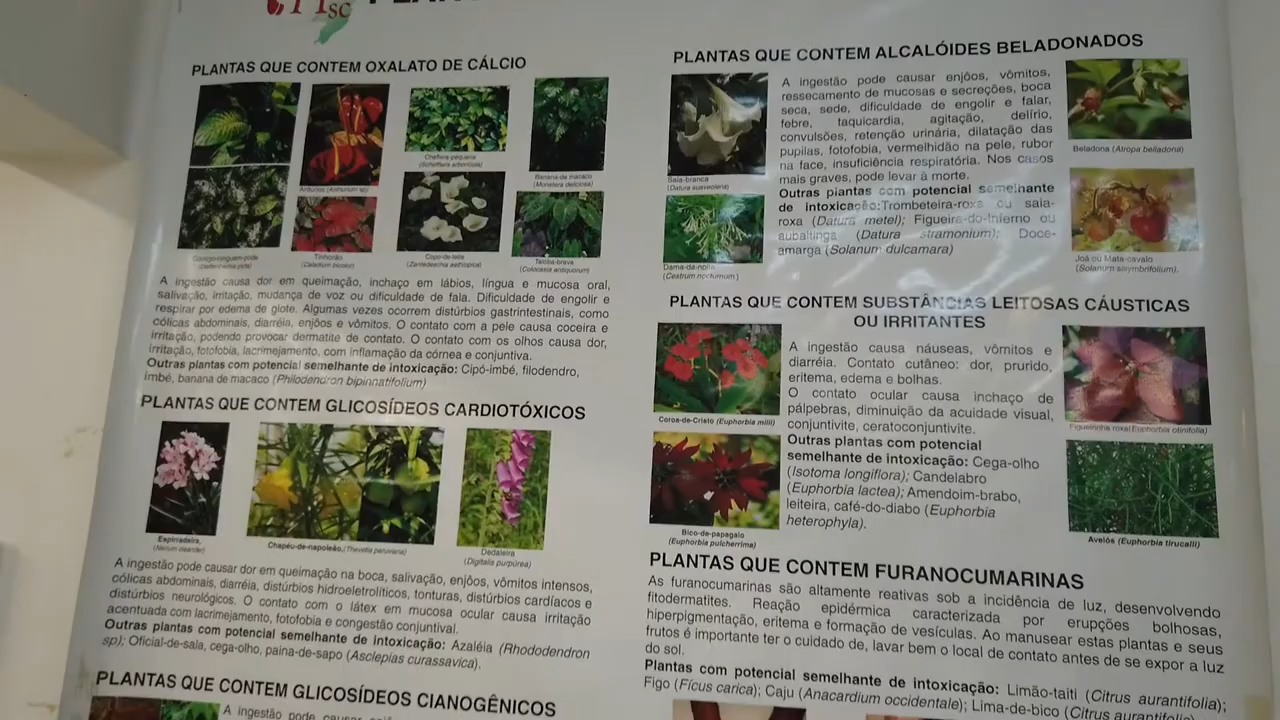 SC
PLANTAS QUE CONTEM OXALATO DE CÁLCIO
Antúrios (Anthurium sp)
Cheflera-pequena
(Schefflera arboricola)
Banana de macaco
(Monstera deliciosa)
Comigo-ninguém-pode
(Dieffenbachia picta)
Tinhorão
(Caladium bicolor)
Copo-de-leite
(Zantedeschia aethiopica)
Taioba-brava
(Colocasia antiquorum)
A ingestão causa dor em queimação, inchaço em lábios, língua e mucosa oral,
salivação, irritação, mudança de voz ou dificuldade de fala. Dificuldade de engolir e
respirar por edema de glote. Algumas vezes ocorrem distúrbios gastrintestinais, como
cólicas abdominais, diarréia, enjôos e vômitos. O contato com a pele causa coceira e
irritação, podendo provocar dermatite de contato. O contato com os olhos causa dor,
irritação, fotofobia, lacrimejamento, com inflamação da córnea e conjuntiva.
Outras plantas com potencial semelhante de intoxicação: Cipó-imbé, filodendro,
imbé, banana de macaco (Philodendron bipinnatifolium)
PLANTAS QUE CONTEM GLICOSÍDEOS CARDIOTÓXICOS
Espirradeira,
(Nerium oleander)
Chapéu-de-napoleão,(Thevetia peruviana)
Dedaleira
(Digitalis purpúrea)
A ingestão pode causar dor em queimação na boca, salivação, enjôos, vômitos intensos,
cólicas abdominais, diarréia, distúrbios hidroeletrolíticos, tonturas, distúrbios cardíacos e
distúrbios neurológicos. O contato com o látex em mucosa ocular causa irritação
acentuada com lacrimejamento, fotofobia e congestão conjuntival.
Outras plantas com potencial semelhante de intoxicação: Azaléia (Rhododendron
sp); Oficial-de-sala, cega-olho, paina-de-sapo (Asclepias curassavica).
PLANTAS QUE CONTEM GLICOSÍDEOS CIANOGÊNICOS
A ingestão pode causar
PLANTAS QUE CONTEM ALCALÓIDES BELADONADOS
Saia-branca
(Datura suaveolens)
Dama-da-noite
(Cestrum nocturnum)
A ingestão pode causar enjôos, vômitos,
ressecamento de mucosas e secreções, boca
seca, sede, dificuldade de engolir e falar,
febre, taquicardia, agitação, delírio,
convulsões, retenção urinária, dilatação das
pupilas, fotofobia, vermelhidão na pele, rubor
na face, insuficiência respiratória. Nos casos
mais graves, pode levar à morte.
Outras plantas com potencial semelhante
de intoxicação:Trombeteira-roxa ou saia-
roxa (Datura metel); Figueira-do-Inferno ou
aubaitinga (Datura stramonium); Doce-
amarga (Solanum dulcamara)
Beladona (Atropa belladona)
Joá ou Mata-cavalo
(Solanum sisymbrifolium).
PLANTAS QUE CONTEM SUBSTÂNCIAS LEITOSAS CÁUSTICAS
OU IRRITANTES
Coroa-de-Cristo (Euphorbia milii)
Bico-de-papagaio
(Euphorbia pulcherrima)
A ingestão causa náuseas, vômitos e
diarréia. Contato cutâneo: dor, prurido,
eritema, edema e bolhas.
O contato ocular causa inchaço de
pálpebras, diminuição da acuidade visual,
conjuntivite, ceratoconjuntivite.
Outras plantas com potencial
semelhante de intoxicação: Cega-olho
(Isotoma longiflora); Candelabro
(Euphorbia lactea); Amendoim-brabo,
leiteira, café-do-diabo (Euphorbia
heterophyla).
Figueirinha roxa(Euphorbia cotinifolia)
Avelós (Euphorbia tirucalli)
PLANTAS QUE CONTEM FURANOCUMARINAS
As furanocumarinas são altamente reativas sob a incidência de luz, desenvolvendo
fitodermatites. Reação epidérmica caracterizada por erupções bolhosas,
hiperpigmentação, eritema e formação de vesículas. Ao manusear estas plantas e seus
frutos é importante ter o cuidado de, lavar bem o local de contato antes de se expor a luz
do sol.
Plantas com potencial semelhante de intoxicação: Limão-taiti (Citrus aurantifolia);
Figo (Ficus carica); Caju (Anacardium occidentale); Lima-de-bico (Citrus